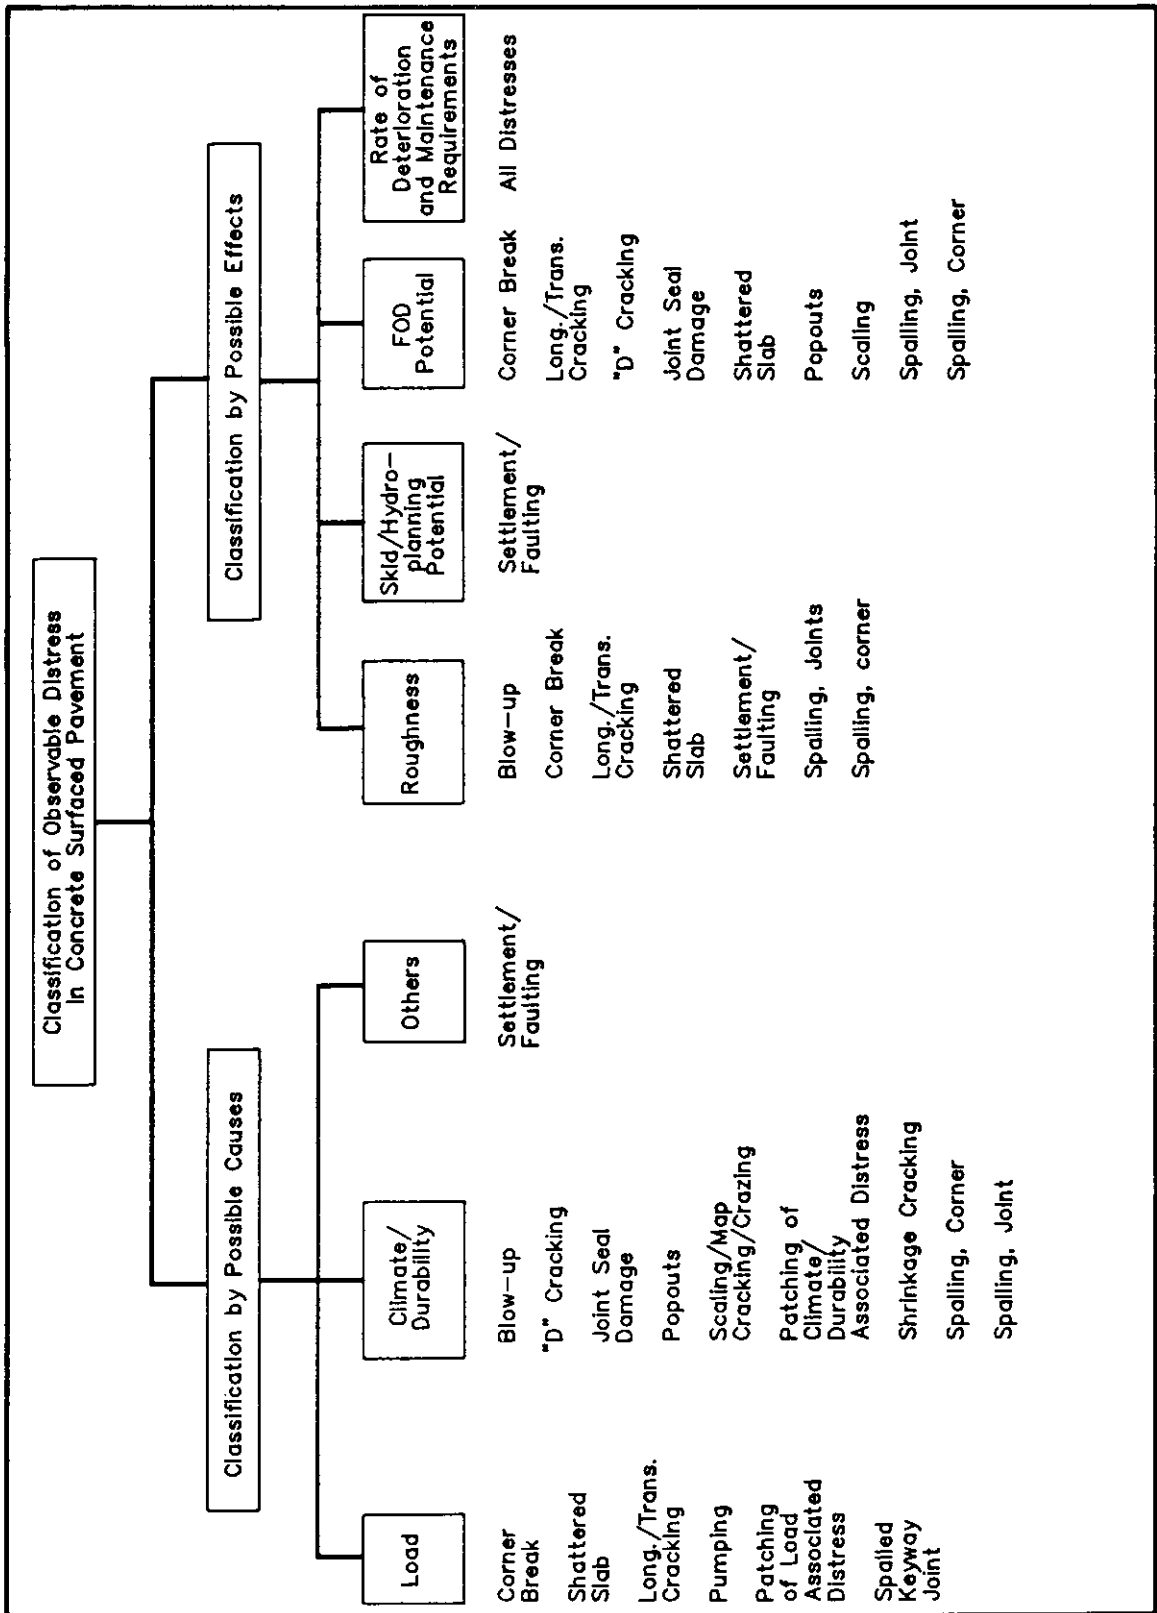 Classification of Observable Distress
In Concrete Surfaced Pavement
Classification by Possible Causes
Classification by Possible Effects
Load
Climate/
Durability
Others
Roughness
Skid/Hydro-
planning
Potential
FOD
Potential
Rate of
Deterloration
and Maintenance
Requirements
Corner
Break
Shattered
Slab
Long./Trans.
Cracking
Pumping
Patching
of Load
Associated
Distress
Spalled
Keyway
Joint
Blow-up
"D" Cracking
Joint Seal
Damage
Popouts
Scaling/Map
Cracking/Crazing
Patching of
Climate/
Durability
Associated Distress
Shrinkage Cracking
Spalling, Corner
Spalling, Joint
Settlement/
Faulting
Blow-up
Corner Break
Long./Trans.
Cracking
Shattered
Slab
Settlement/
Faulting
Spalling, Joints
Spalling, corner
Settlement/
Faulting
Corner Break
Long./Trans.
Cracking
"D" Cracking
Joint Seal
Damage
Shattered
Slab
Popouts
Scaling
Spalling, Joint
Spalling, Corner
All Distresses